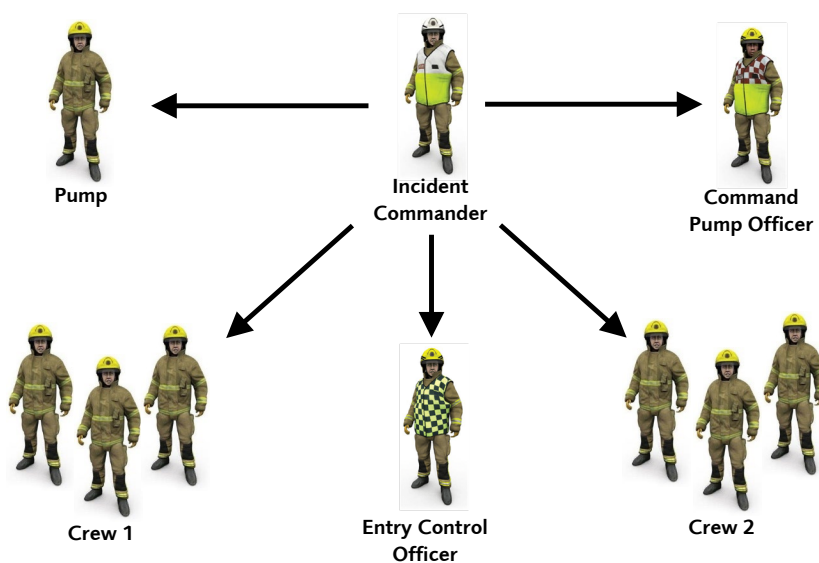 Pump
Incident
Commander
Command
Pump Officer
Crew 1
Entry Control
Officer
Crew 2